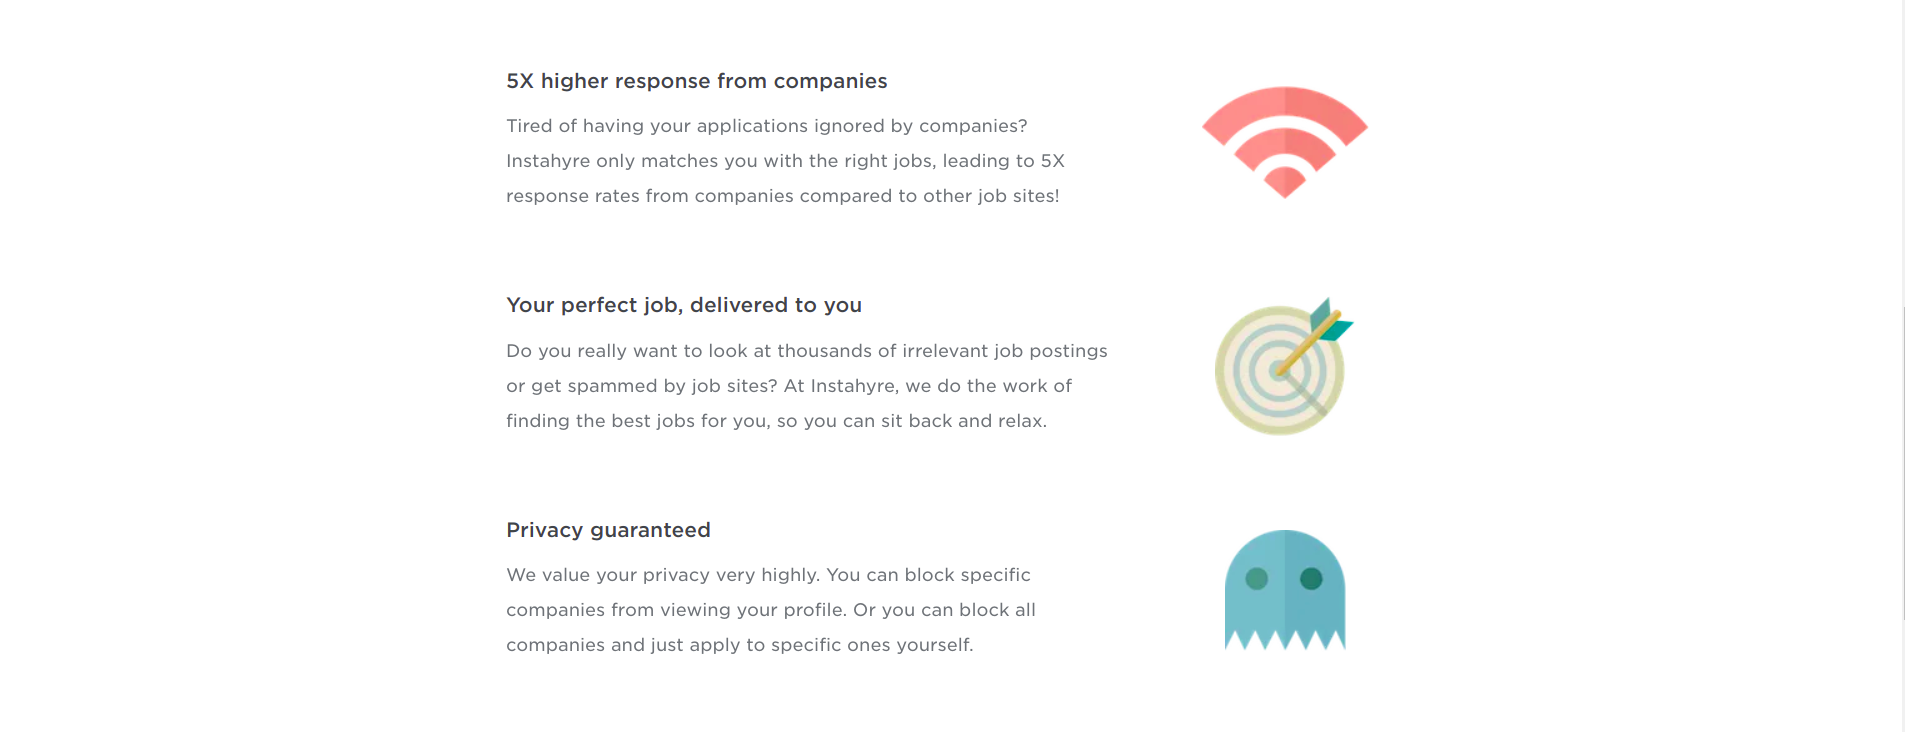 5X higher response from companies
Tired of having your applications ignored by companies?
Instahyre only matches you with the right jobs, leading to 5X
response rates from companies compared to other job sites!
Your perfect job, delivered to you
Do you really want to look at thousands of irrelevant job postings
or get spammed by job sites? At Instahyre, we do the work of
finding the best jobs for you, so you can sit back and relax.
Privacy guaranteed
We value your privacy very highly. You can block specific
companies from viewing your profile. Or you can block all
companies and just apply to specific ones yourself.